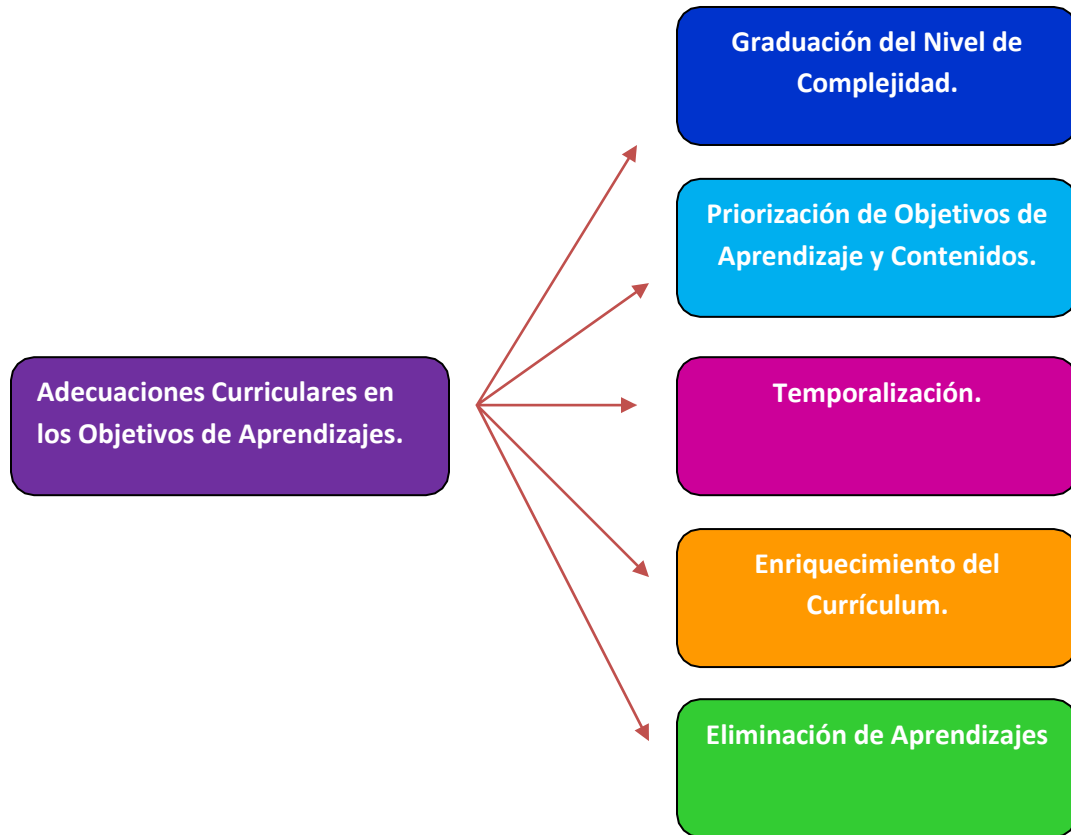 Graduación del Nivel de
Complejidad.
Priorización de Objetivos de
Aprendizaje y Contenidos.
Adecuaciones Curriculares en
los Objetivos de Aprendizajes.
Temporalización.
Enriquecimiento del
Currículum.
Eliminación de Aprendizajes